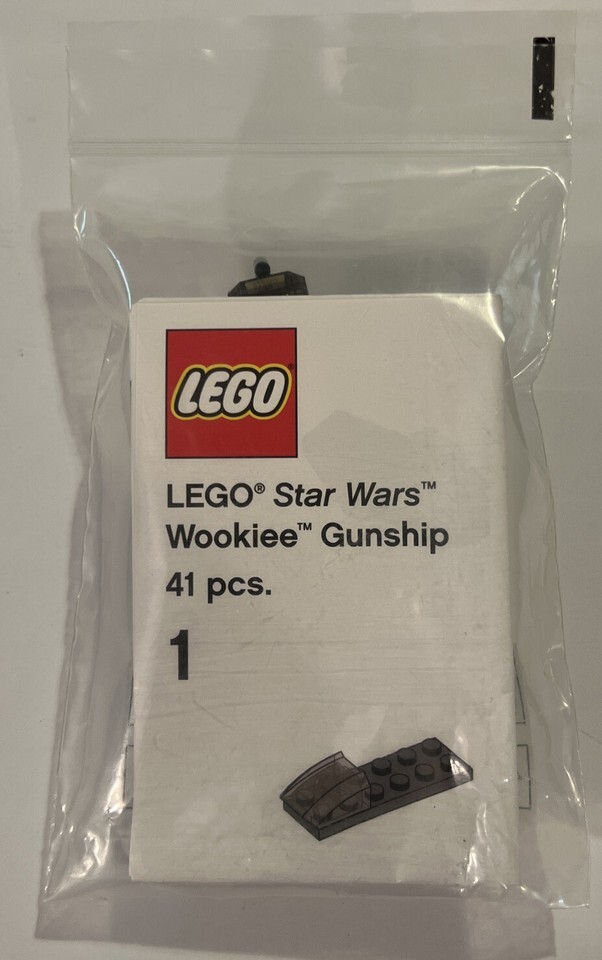 LEGO
LEGO® Star Wars™
Wookiee™ Gunship
41 pcs.
1